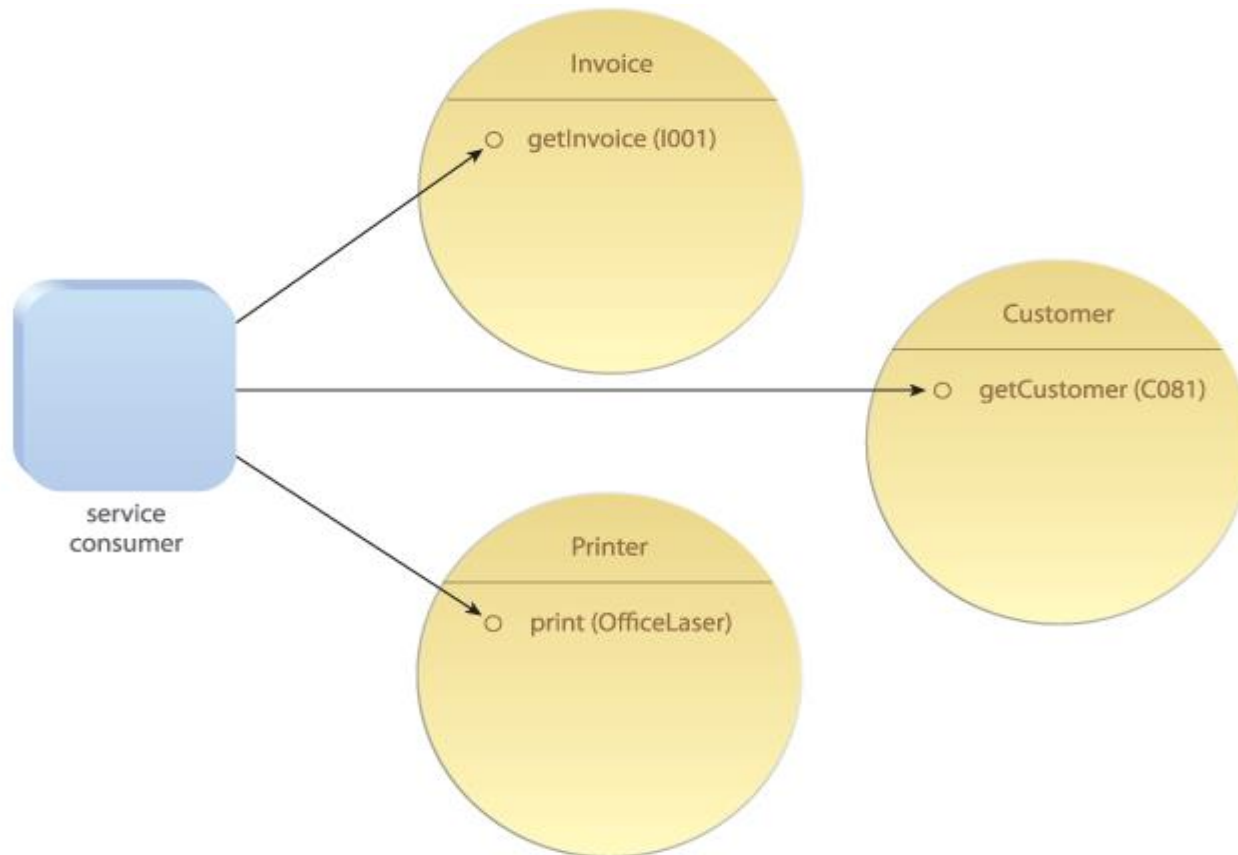 Invoice
getInvoice (I001)
Customer
getCustomer (C081)
service
consumer
Printer
print (OfficeLaser)